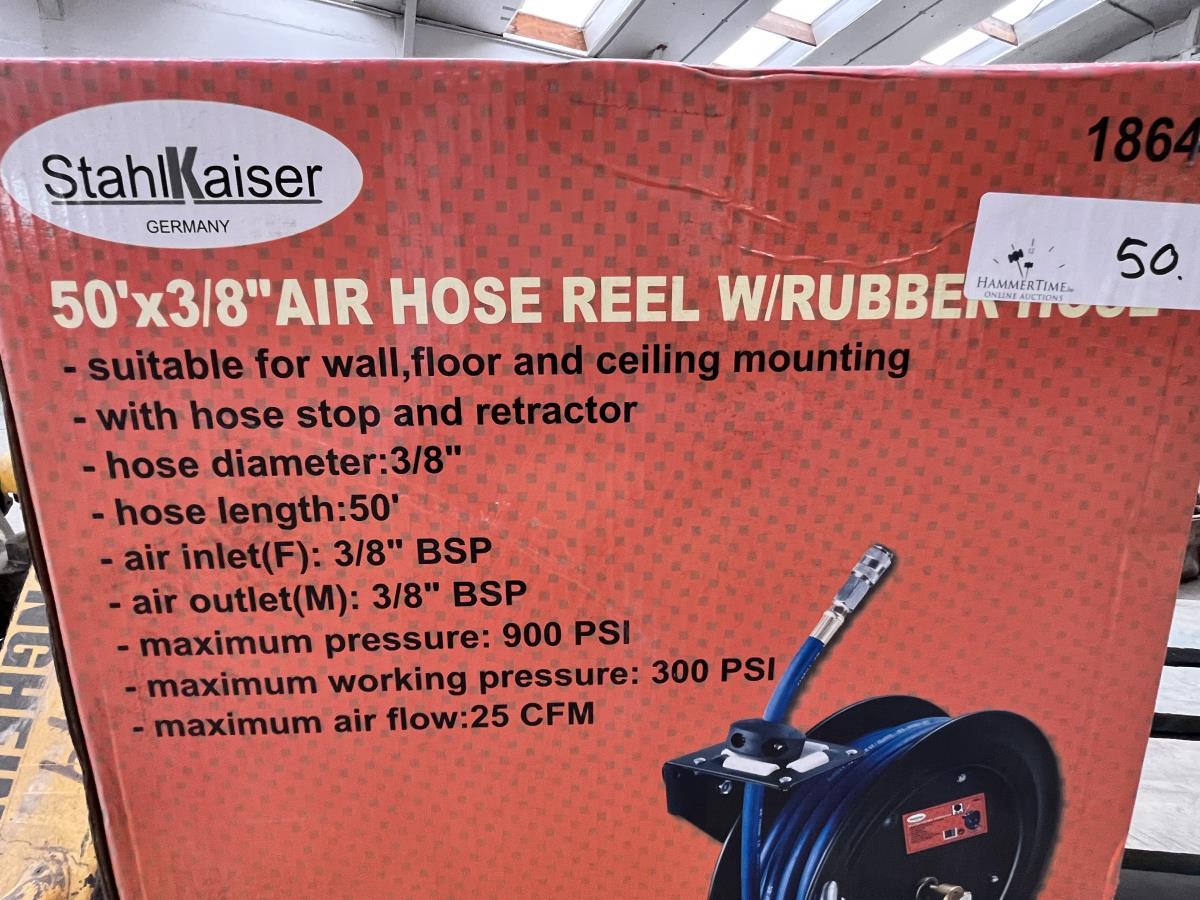 StahlKaiser
GERMANY
1864
HAMMERTIME.ie
ONLINE AUCTIONS
50.
50'x3/8"AIR HOSE REEL W/RUBBER HOSE
- suitable for wall,floor and ceiling mounting
- with hose stop and retractor
- hose diameter:3/8"
- hose length:50'
- air inlet(F): 3/8" BSP
- air outlet(M): 3/8" BSP
- maximum pressure: 900 PSI
- maximum working pressure: 300 PSI
- maximum air flow:25 CFM